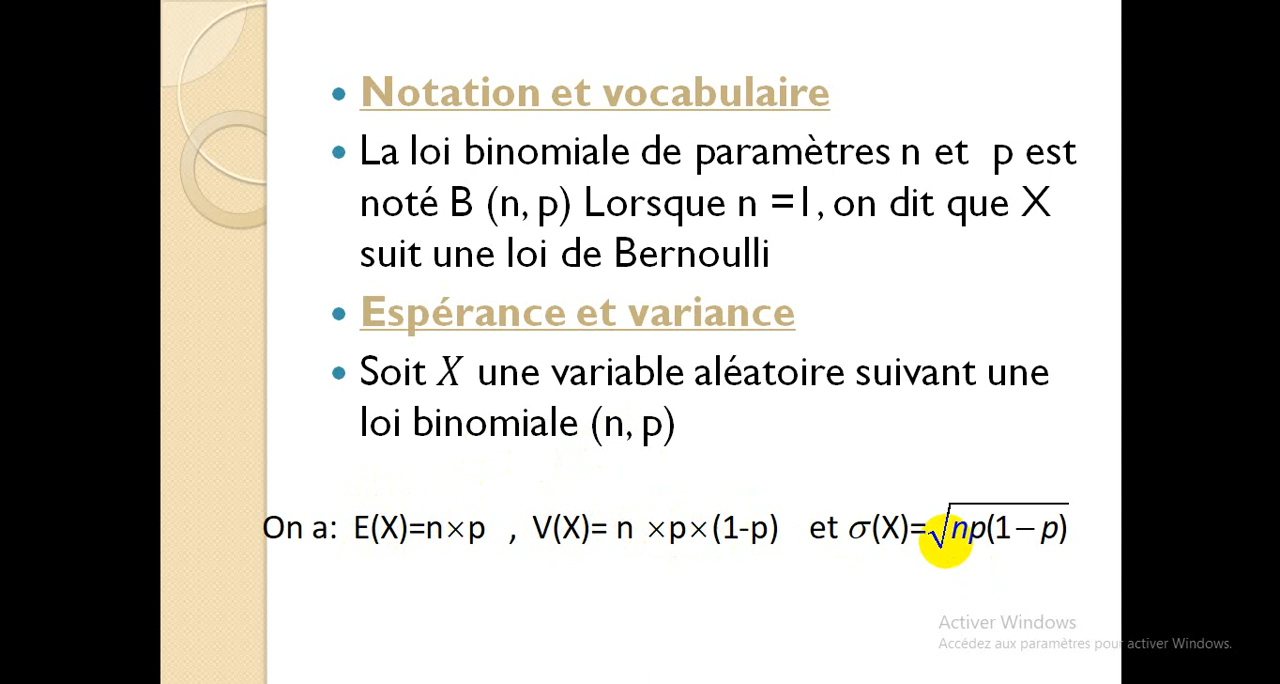 Notation et vocabulaire
La loi binomiale de paramètres n et p est
noté B (n, p) Lorsque n =1, on dit que X
suit une loi de Bernoulli
Espérance et variance
Soit X une variable aléatoire suivant une
loi binomiale (n, p)
On a: E(X)=n×p , V(X)= n ×p×(1-p) et σ(X)=√np(1−p)
Activer Windows
Accédez aux paramètres pour activer Windows.